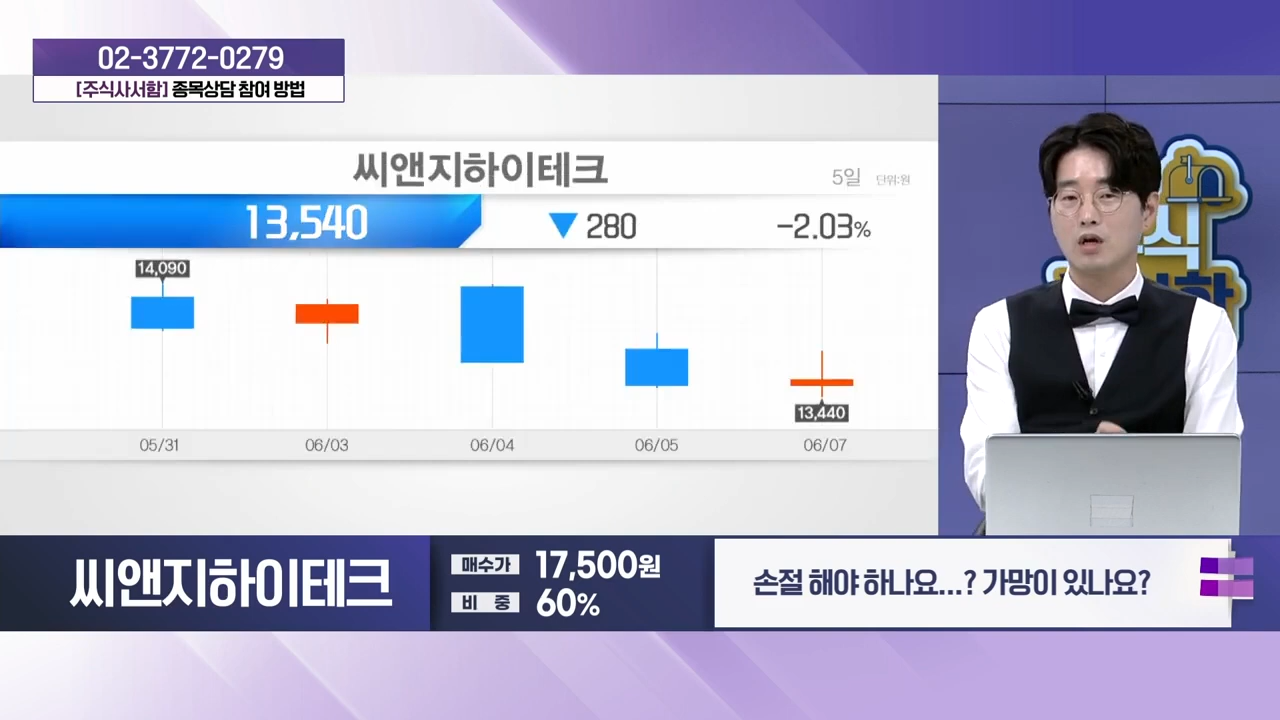 02-3772-0279
[주식사서함] 종목상담 참여 방법
씨앤지하이테크
5일 단위:원
13,540 ▼ 280 -2.03%
14,090
13,440
05/31 06/03 06/04 06/05 06/07
씨앤지하이테크
매수가 17,500원
비 중 60%
손절 해야 하나요...? 가망이 있나요?
식